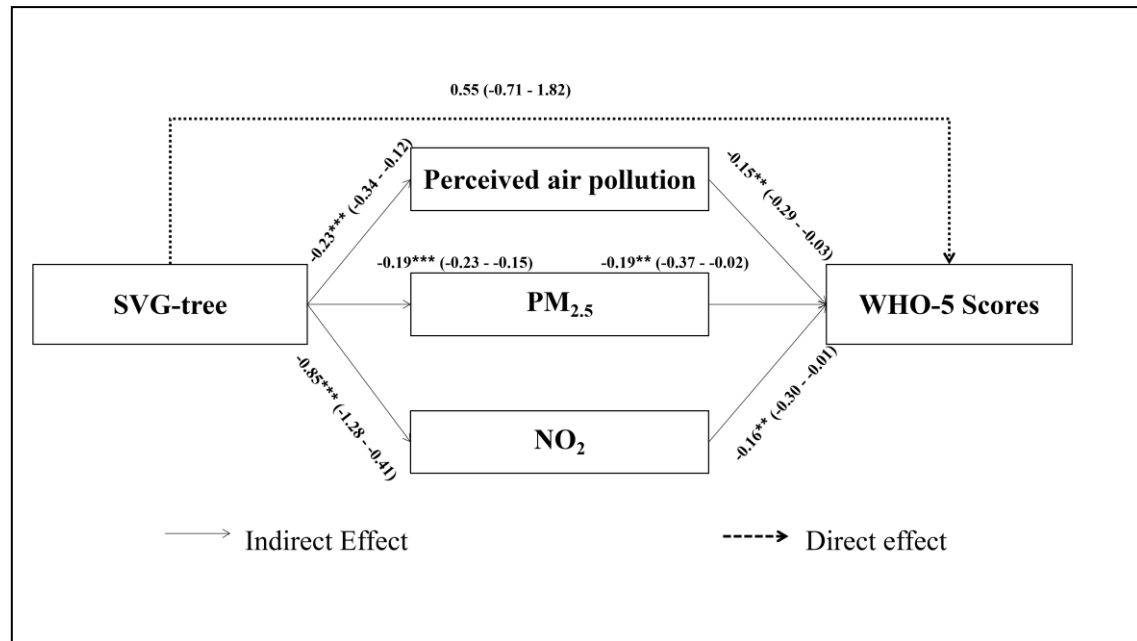 0.55 (-0.71 - 1.82)
Perceived air pollution
-0.23*** (-0.34 - -0.12)
-0.15** (-0.29 - -0.03)
-0.19*** (-0.23 - -0.15)
-0.19** (-0.37 - -0.02)
SVG-tree
PM2.5
WHO-5 Scores
-0.85*** (-1.28 - -0.41)
-0.16** (-0.30 - -0.01)
NO2
Indirect Effect
Direct effect